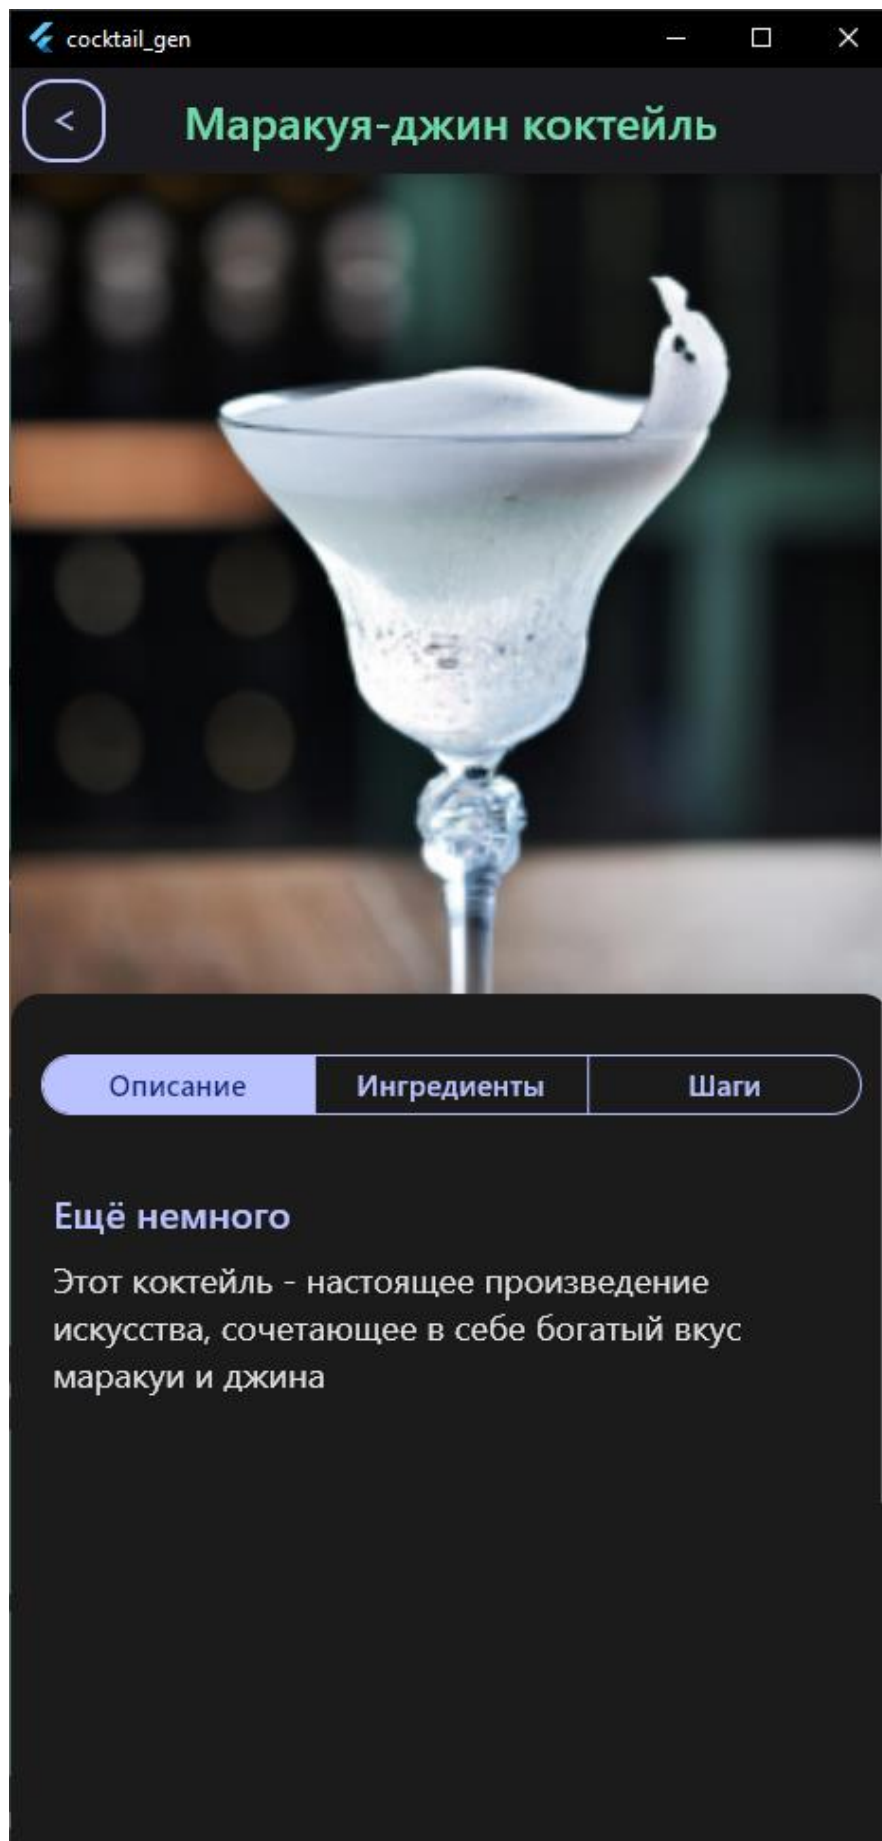 cocktail_gen
<
Маракуя-джин коктейль
Описание Ингредиенты Шаги
Ещё немного
Этот коктейль - настоящее произведение
искусства, сочетающее в себе богатый вкус
маракуи и джина